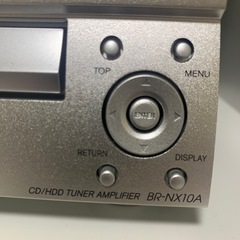 TOP MENU
ENTER
RETURN DISPLAY
CD/HDD TUNER AMPLIFIER BR-NX10A